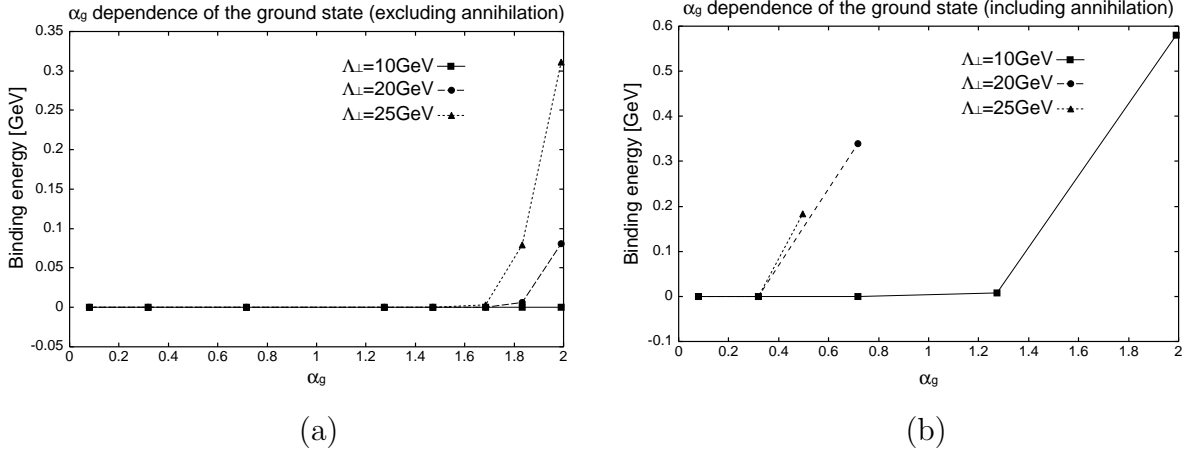 αg dependence of the ground state (excluding annihilation)
0.35
0.3
0.25
0.2
0.15
0.1
0.05
0
-0.05
Binding energy [GeV]
Λ⊥=10GeV
Λ⊥=20GeV
Λ⊥=25GeV
0 0.2 0.4 0.6 0.8 1 1.2 1.4 1.6 1.8 2
αg
(a)
αg dependence of the ground state (including annihilation)
0.6
0.5
0.4
0.3
0.2
0.1
0
-0.1
Binding energy [GeV]
Λ⊥=10GeV
Λ⊥=20GeV
Λ⊥=25GeV
0 0.2 0.4 0.6 0.8 1 1.2 1.4 1.6 1.8 2
αg
(b)